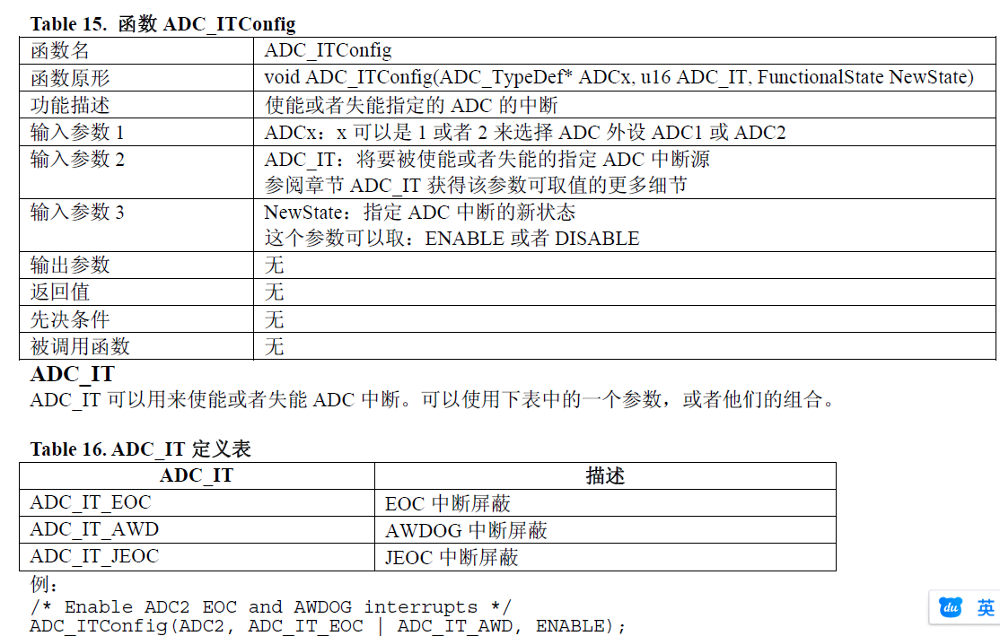 Table 15. 函数 ADC_ITConfig
函数名 ADC_ITConfig
函数原形 void ADC_ITConfig(ADC_TypeDef* ADCx, u16 ADC_IT, FunctionalState NewState)
功能描述 使能或者失能指定的 ADC 的中断
输入参数 1 ADCx：x 可以是 1 或者 2 来选择 ADC 外设 ADC1 或 ADC2
输入参数 2 ADC_IT：将要被使能或者失能的指定 ADC 中断源
参阅章节 ADC_IT 获得该参数可取值的更多细节
输入参数 3 NewState：指定 ADC 中断的新状态
这个参数可以取：ENABLE 或者 DISABLE
输出参数 无
返回值 无
先决条件 无
被调用函数 无
ADC_IT
ADC_IT 可以用来使能或者失能 ADC 中断。可以使用下表中的一个参数，或者他们的组合。
Table 16. ADC_IT 定义表
ADC_IT 描述
ADC_IT_EOC EOC 中断屏蔽
ADC_IT_AWD AWDOG 中断屏蔽
ADC_IT_JEOC JEOC 中断屏蔽
例：
/* Enable ADC2 EOC and AWDOG interrupts */
ADC_ITConfig(ADC2, ADC_IT_EOC | ADC_IT_AWD, ENABLE);
du 英